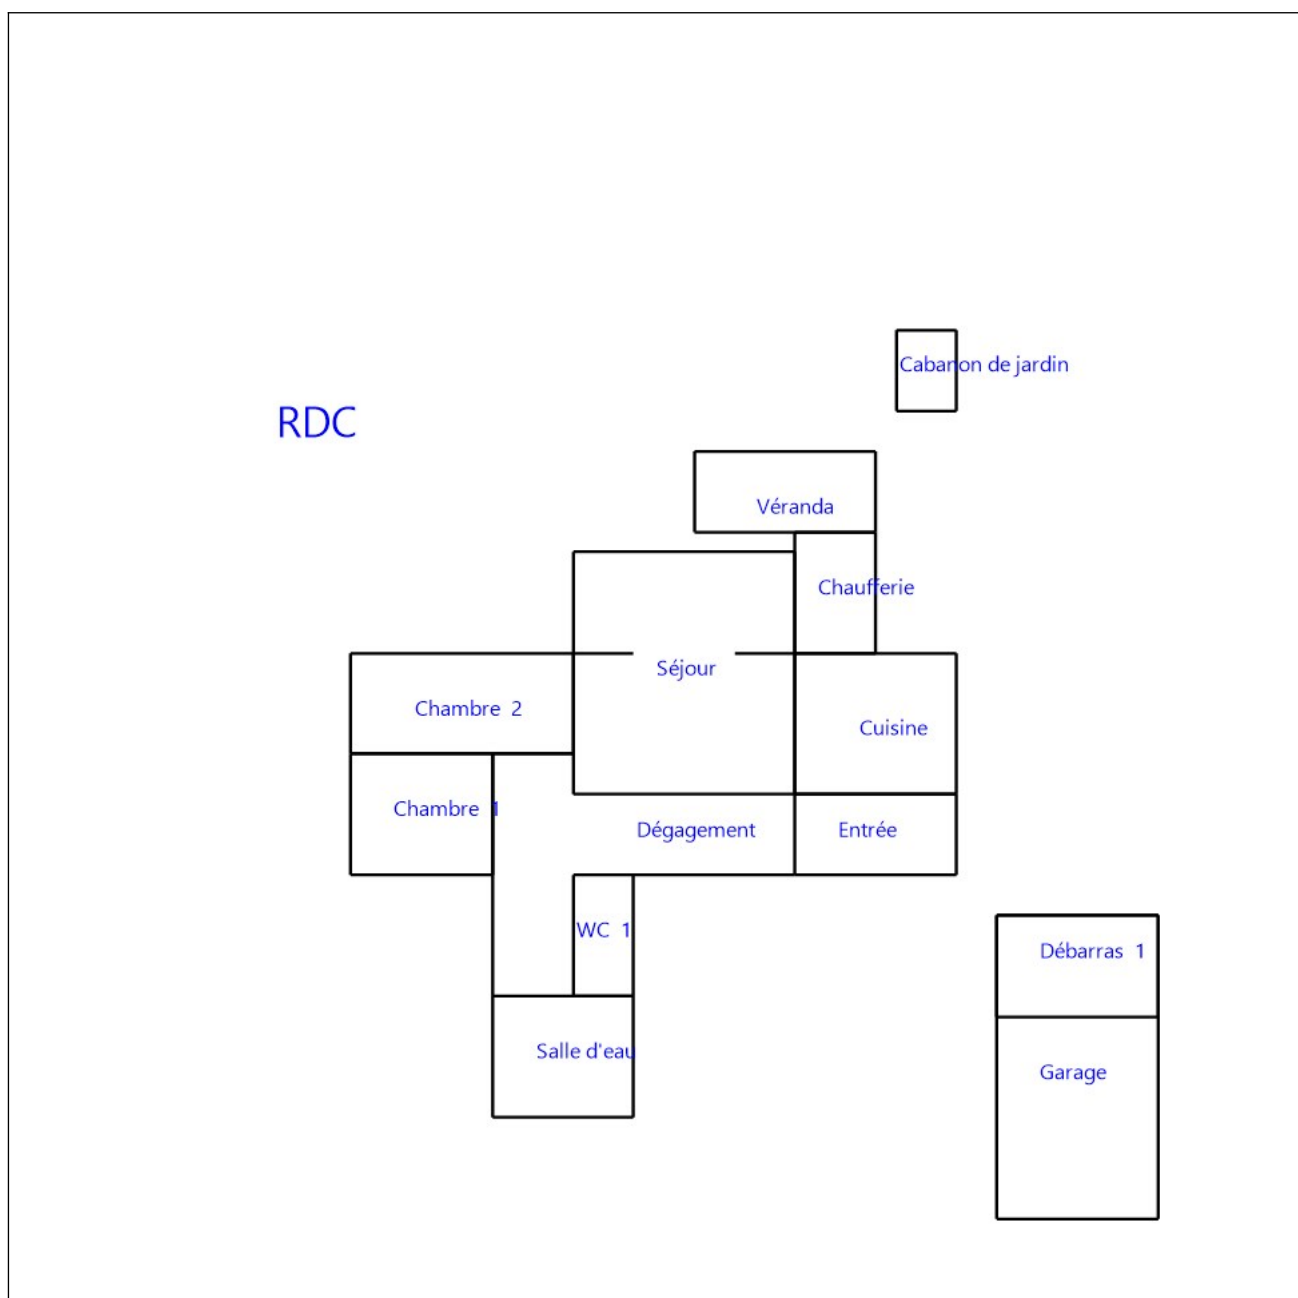 Cabanon de jardin
RDC
Véranda
Chaufferie
Séjour
Chambre 2
Cuisine
Chambre 1
Dégagement
Entrée
WC 1
Débarras 1
Salle d'eau
Garage